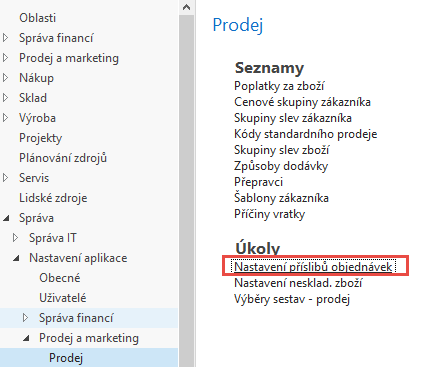 Oblasti
Správa financí
Prodej a marketing
Nákup
Sklad
Výroba
Projekty
Plánování zdrojů
Servis
Lidské zdroje
Správa
Správa IT
Nastavení aplikace
Obecné
Uživatelé
Správa financí
Prodej a marketing
Prodej
Prodej
Seznamy
Poplatky za zboží
Cenové skupiny zákazníka
Skupiny slev zákazníka
Kódy standardního prodeje
Skupiny slev zboží
Způsoby dodávky
Přepravci
Šablony zákazníka
Příčiny vratky
Úkoly
Nastavení příslibů objednávek
Nastavení nesklad. zboží
Výběry sestav - prodej